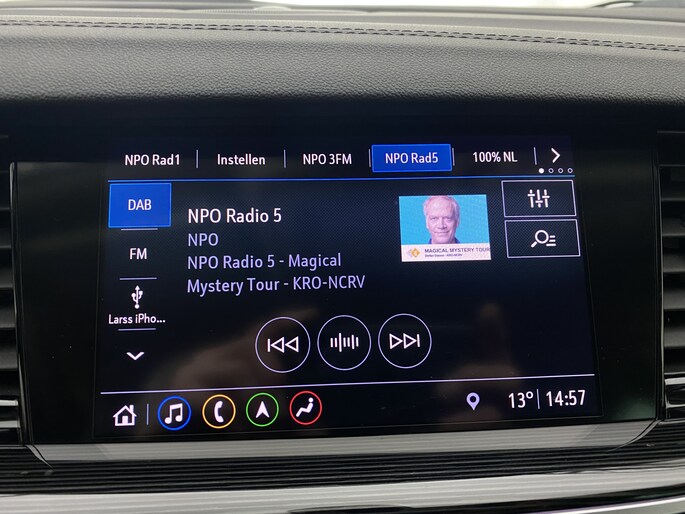 NPO Rad1
Instellen
NPO 3FM
NPO Rad5
100% NL
DAB
FM
Larss iPho...
NPO Radio 5
NPO
NPO Radio 5 - Magical
Mystery Tour - KRO-NCRV
MAGICAL MYSTERY TOUR
13° 14:57